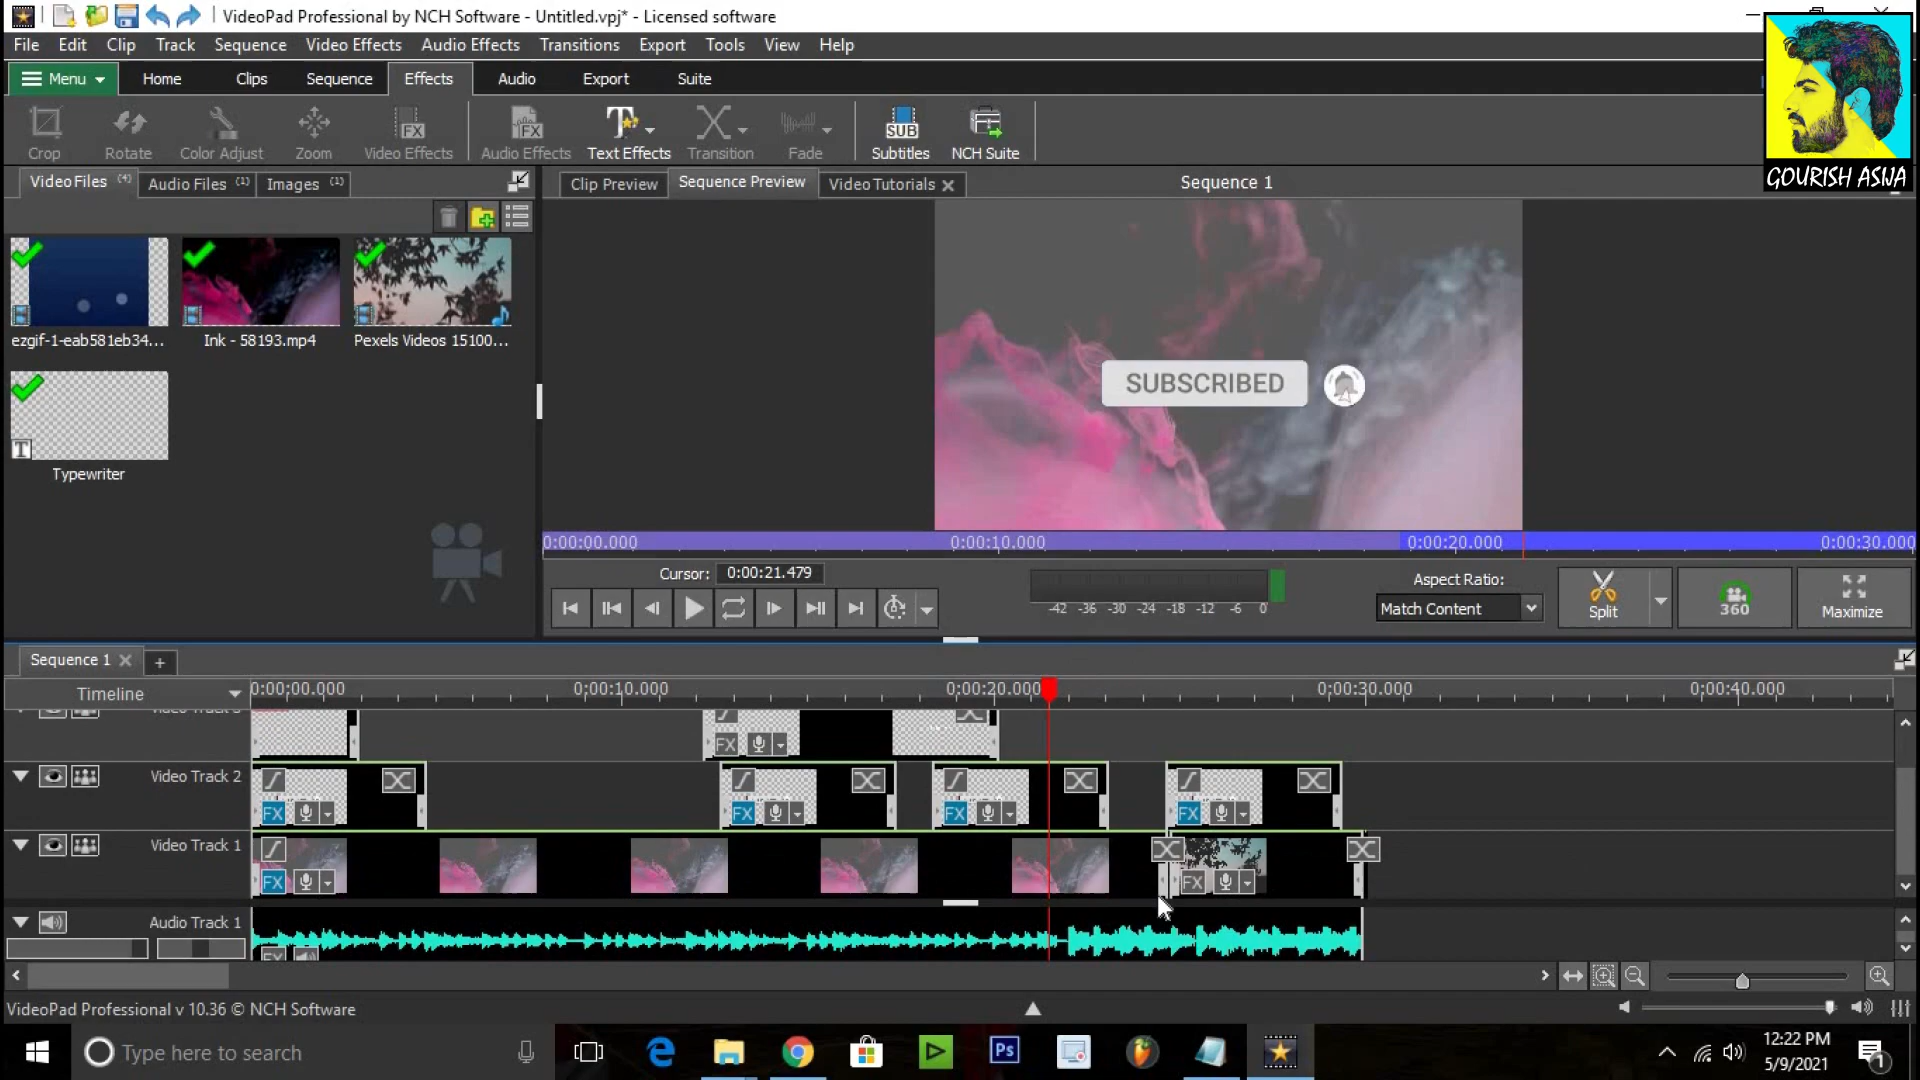 VideoPad Professional by NCH Software - Untitled.vpj* - Licensed software
File Edit Clip Track Sequence Video Effects Audio Effects Transitions Export Tools View Help
Menu Home Clips Sequence Effects Audio Export Suite
Crop Rotate Color Adjust Zoom Video Effects Audio Effects Text Effects Transition Fade Subtitles NCH Suite
FX FX T SUB
GOURISH ASIJA
Video Files (4) Audio Files (1) Images (1)
Clip Preview Sequence Preview Video Tutorials Sequence 1
ezgif-1-eab581eb34... Ink - 58193.mp4 Pexels Videos 15100...
SUBSCRIBED
T
Typewriter
0:00:00.000 0:00:10.000 0:00:20.000 0:00:30.000
Cursor: 0:00:21.479
-42 -36 -30 -24 -18 -12 -6 0
Aspect Ratio:
Match Content
Split 360 Maximize
Sequence 1
Timeline 0:00:00.000 0:00:10.000 0:00:20.000 0:00:30.000 0:00:40.000
FX
Video Track 2
FX FX FX FX
Video Track 1
FX FX
Audio Track 1
VideoPad Professional v 10.36 © NCH Software
Type here to search
Ps
12:22 PM
5/9/2021
1